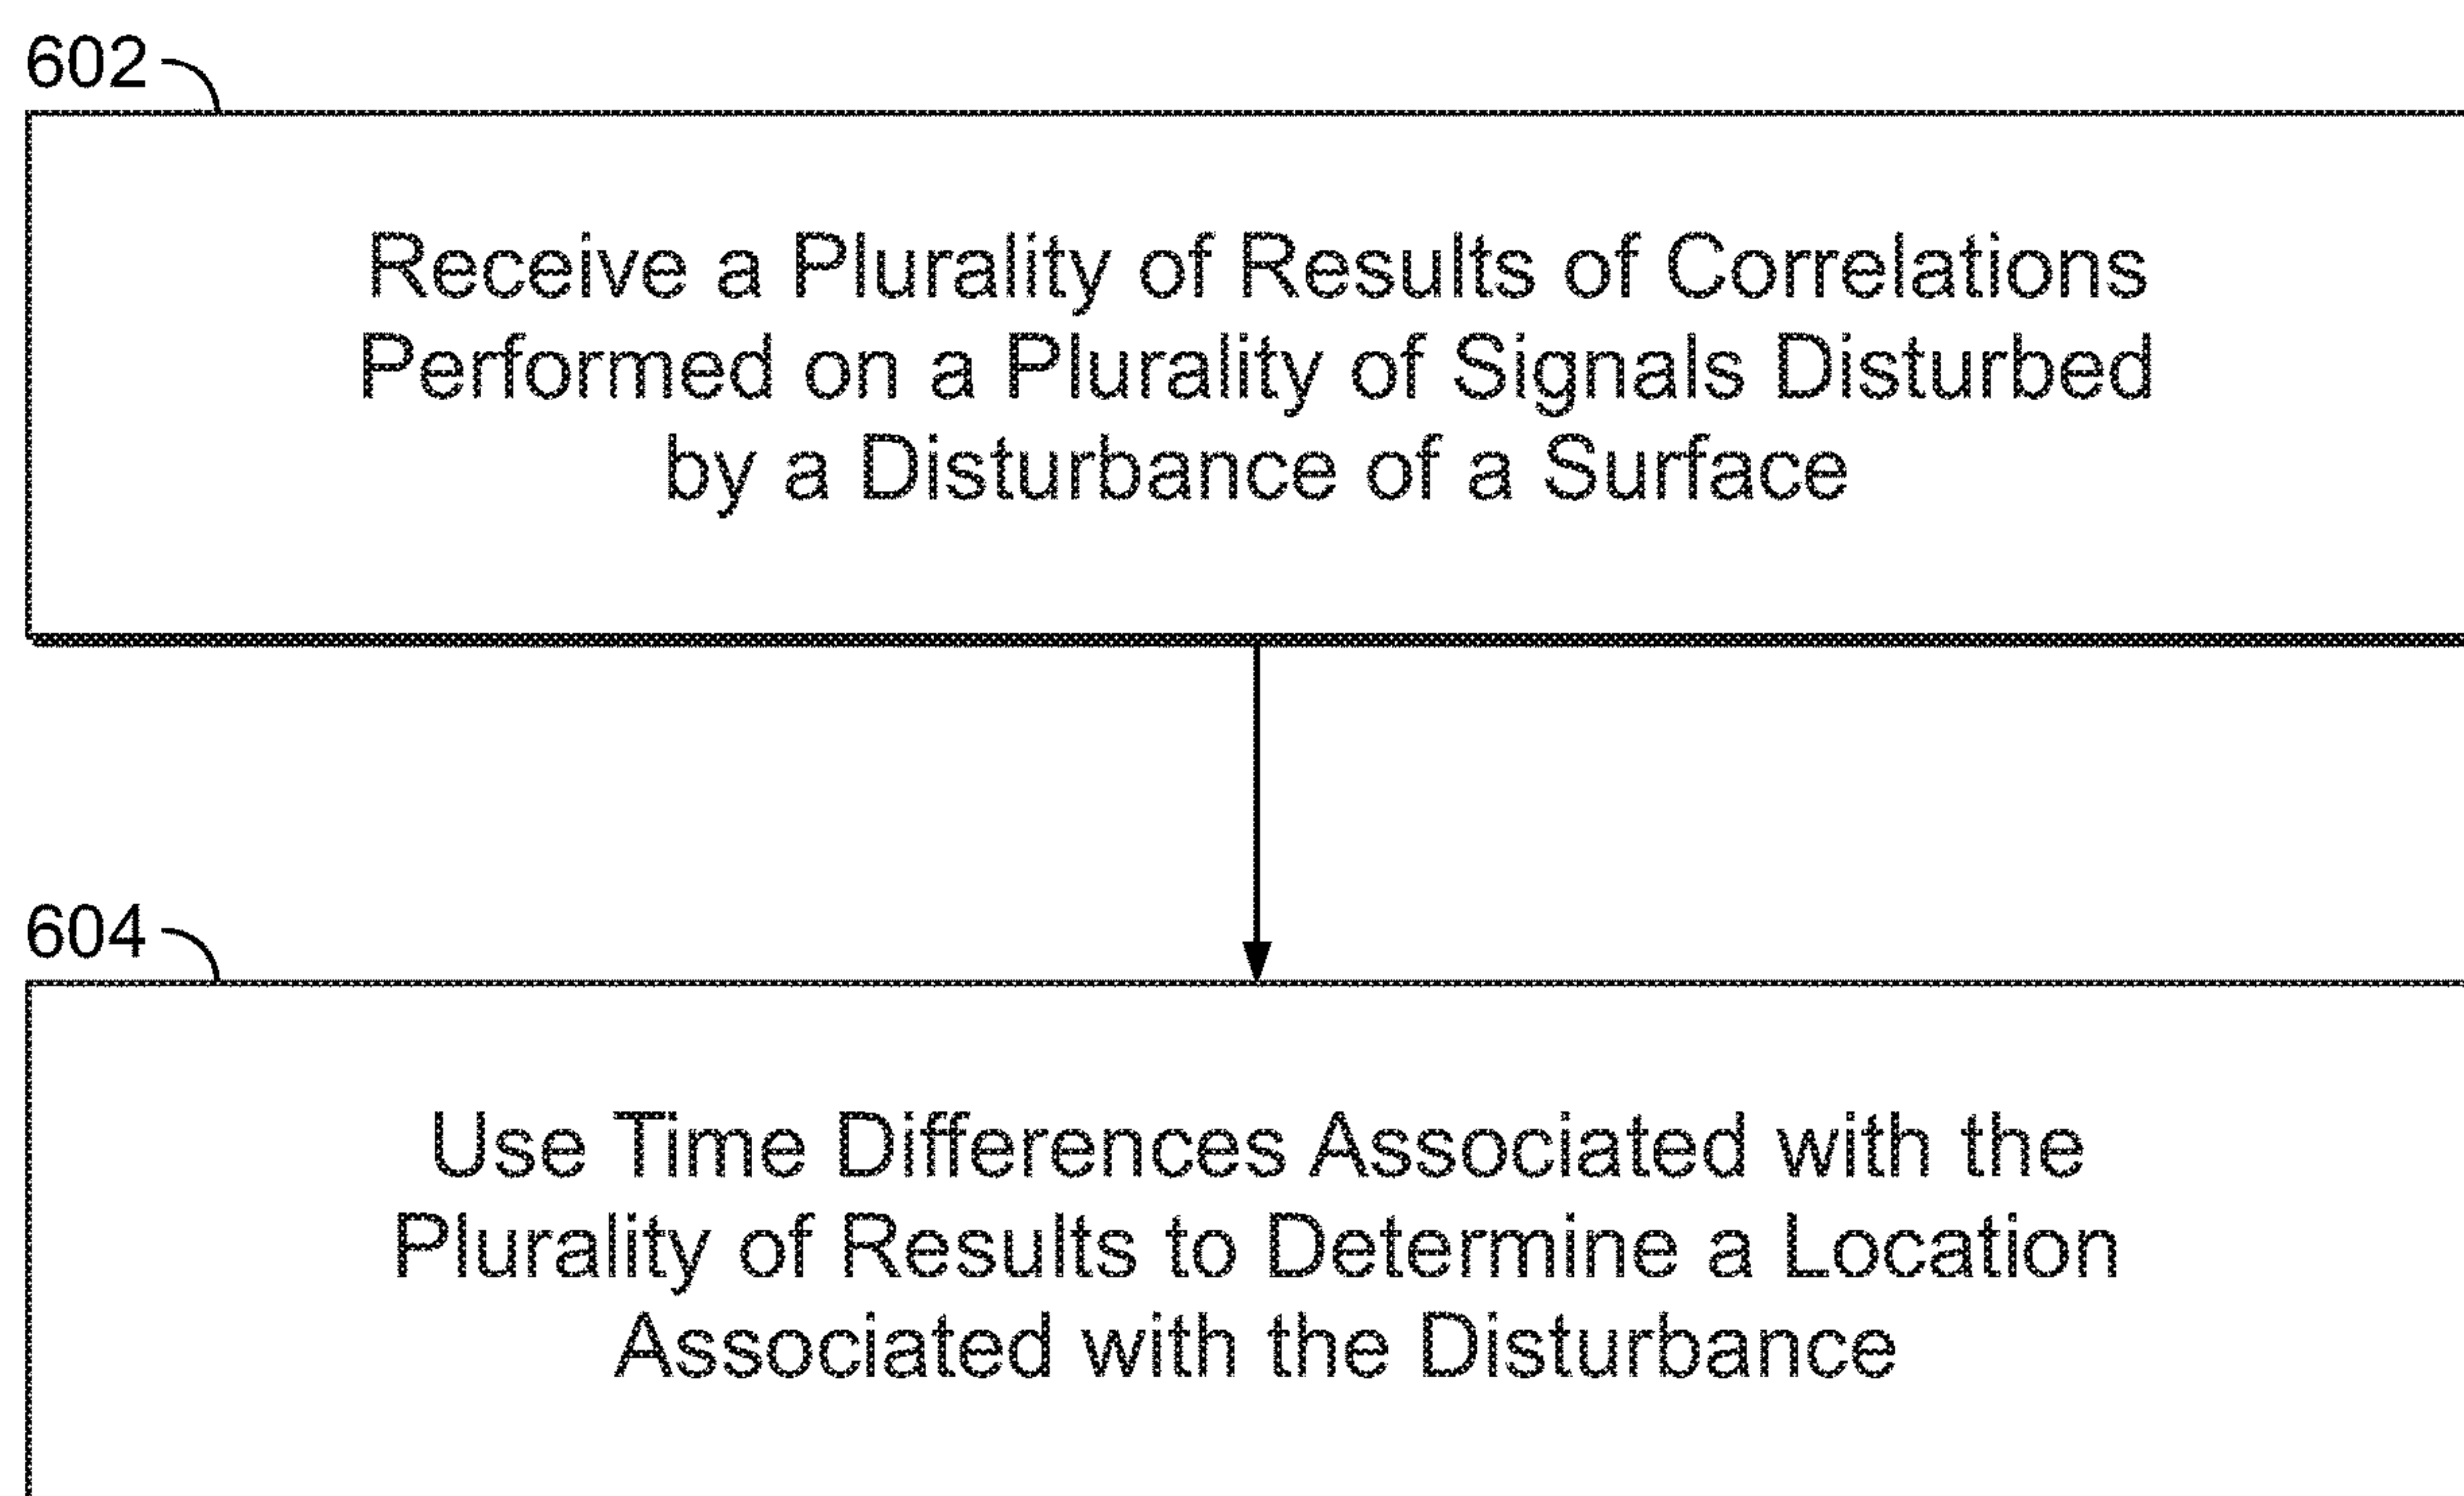 602
Receive a Plurality of Results of Correlations
Performed on a Plurality of Signals Disturbed
by a Disturbance of a Surface
604
Use Time Differences Associated with the
Plurality of Results to Determine a Location
Associated with the Disturbance